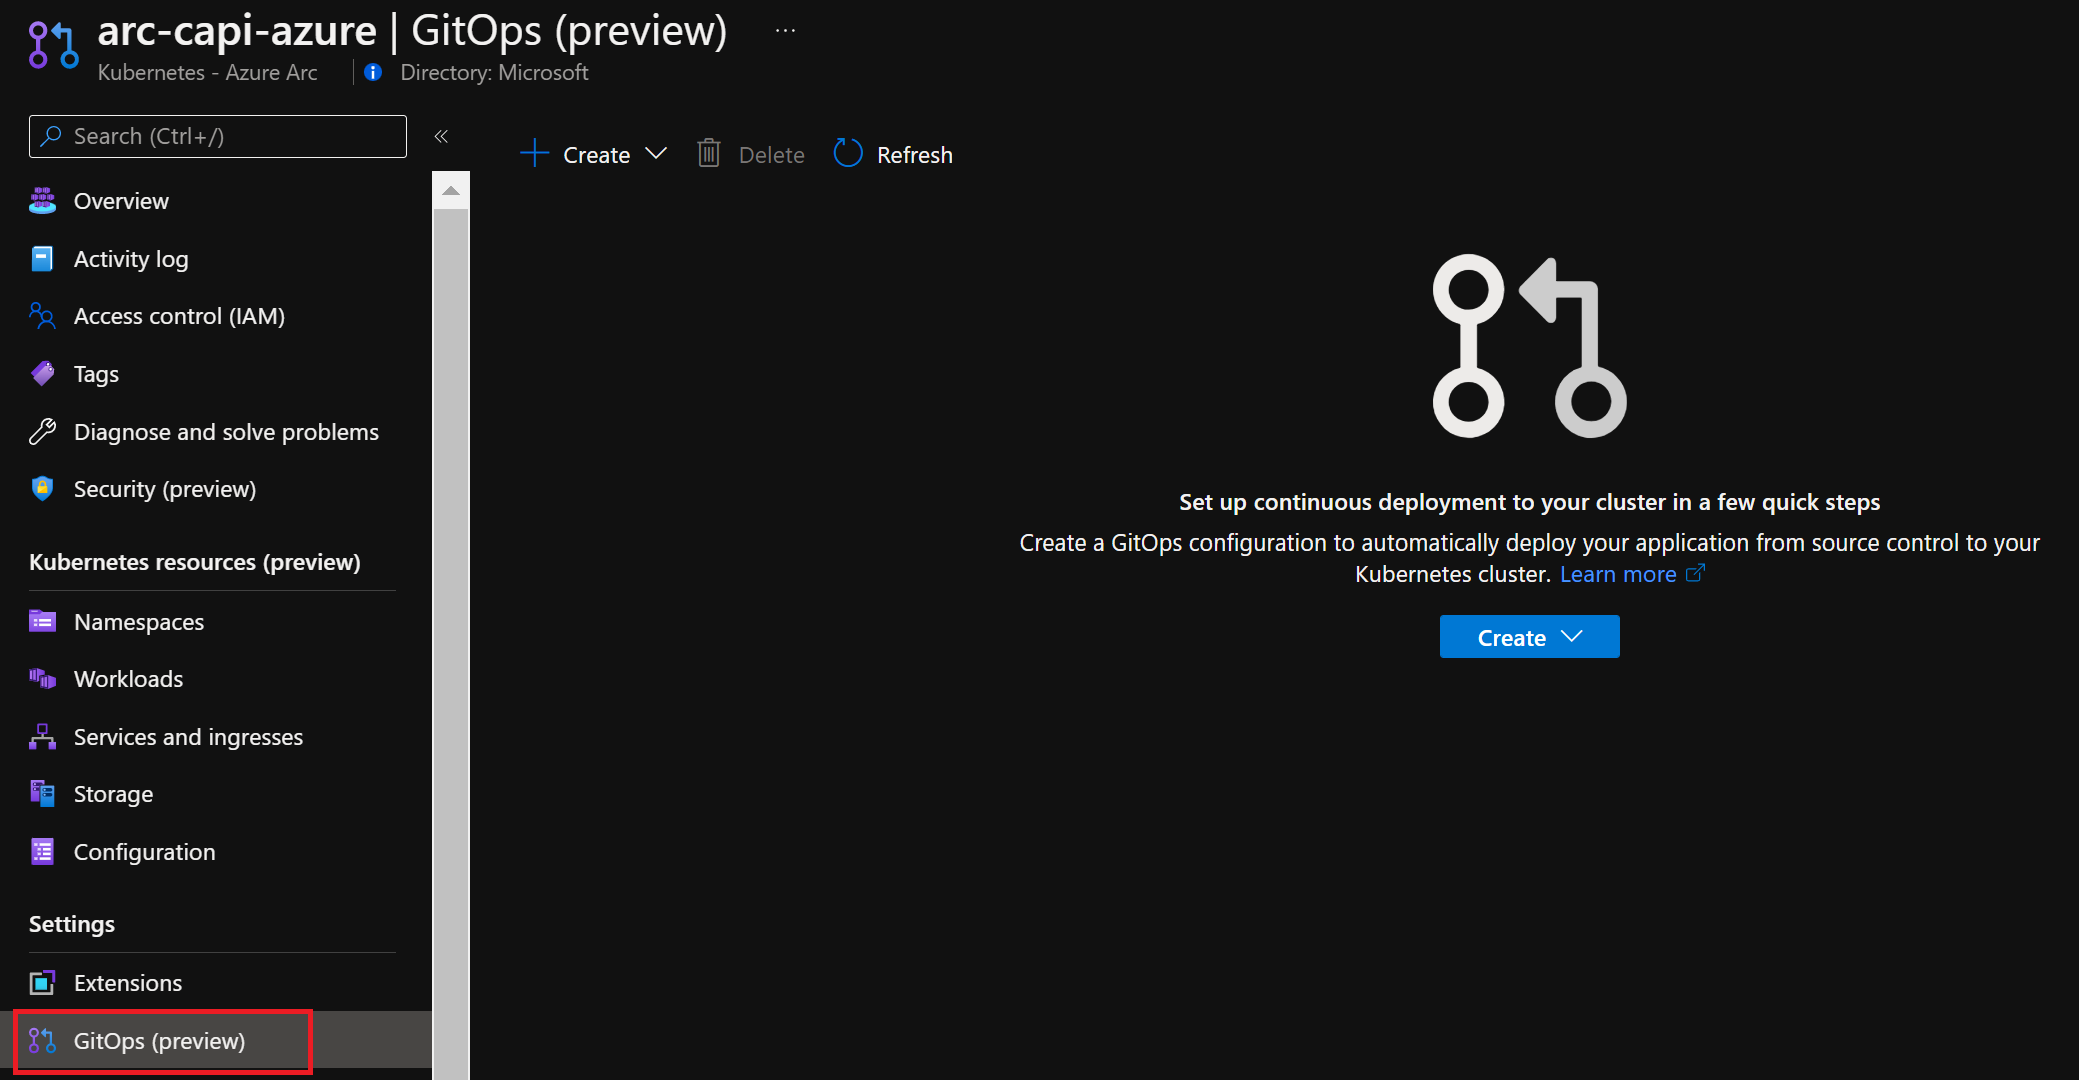 arc-capi-azure | GitOps (preview) ...
Kubernetes - Azure Arc | Directory: Microsoft
Search (Ctrl+/)
Overview
Activity log
Access control (IAM)
Tags
Diagnose and solve problems
Security (preview)
Kubernetes resources (preview)
Namespaces
Workloads
Services and ingresses
Storage
Configuration
Settings
Extensions
GitOps (preview)
Create Delete Refresh
Set up continuous deployment to your cluster in a few quick steps
Create a GitOps configuration to automatically deploy your application from source control to your
Kubernetes cluster. Learn more
Create